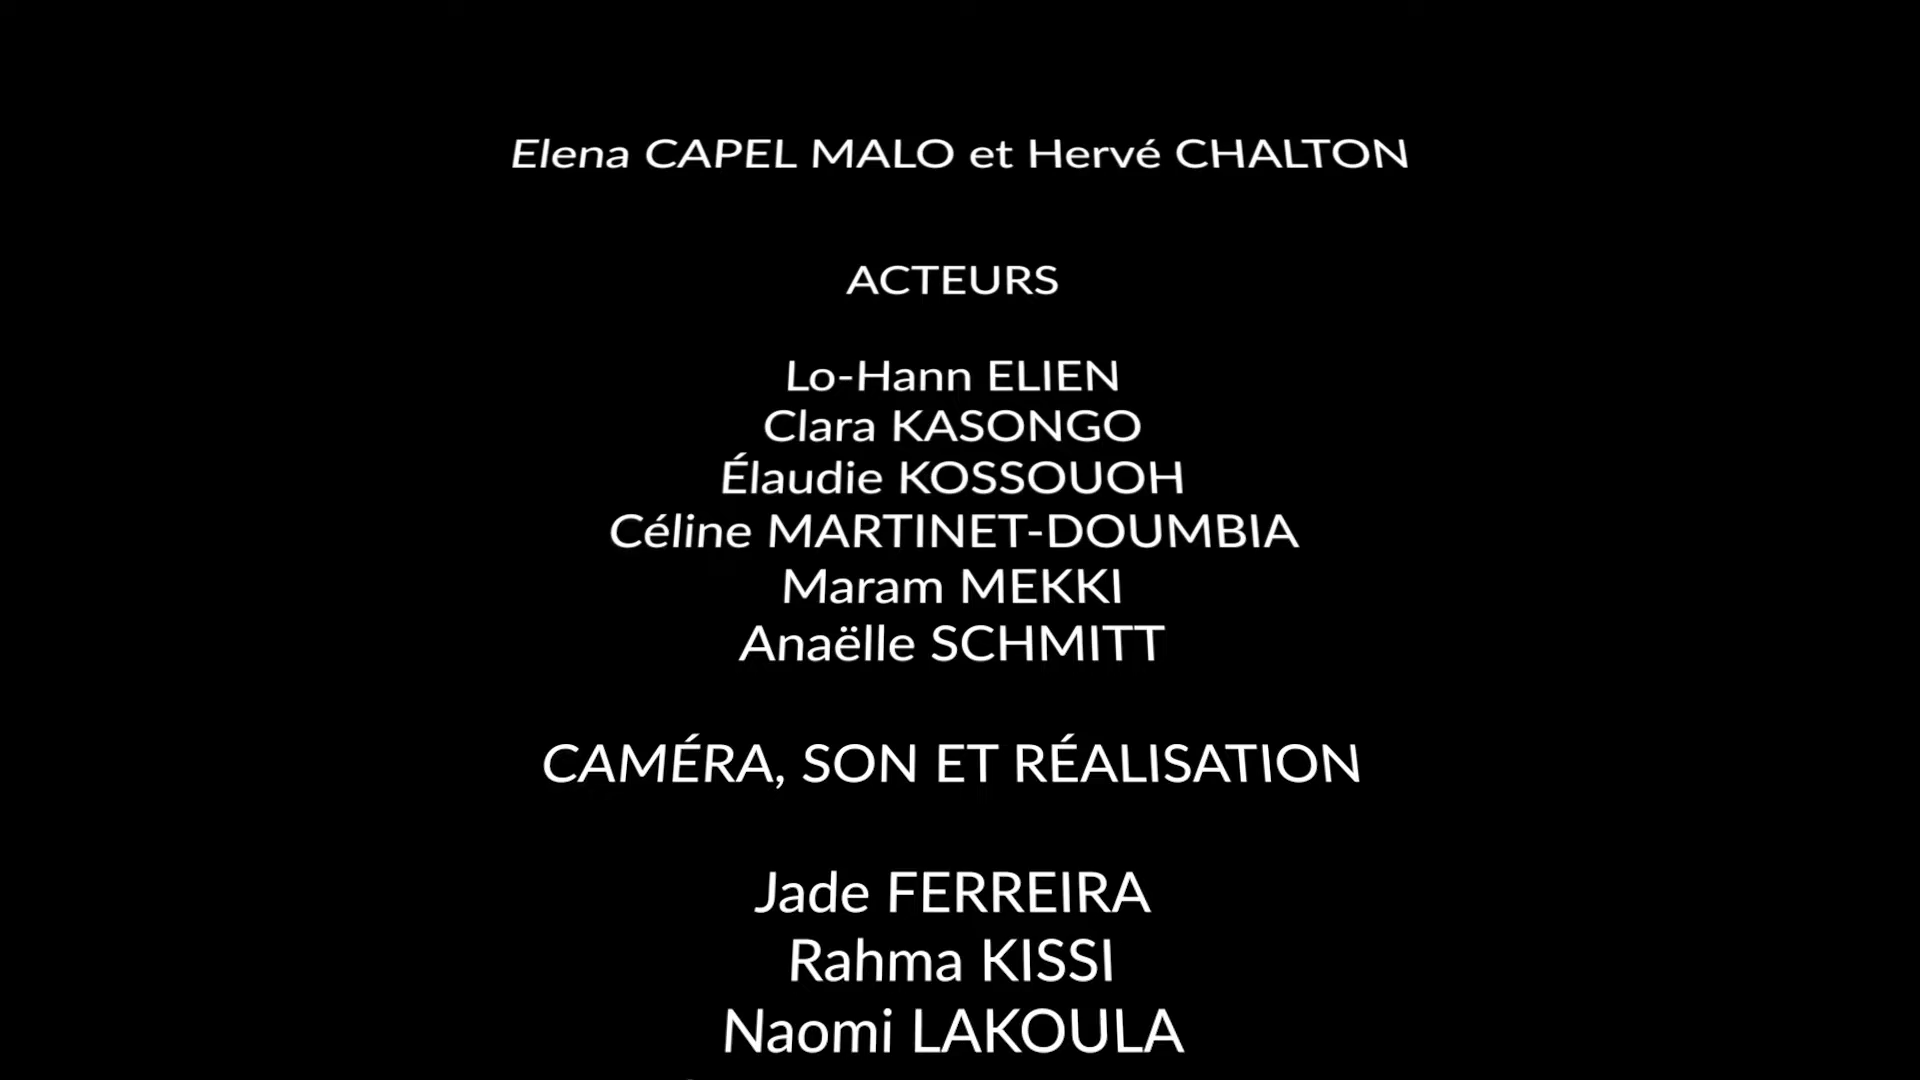 Elena CAPEL MALO et Hervé CHALTON
ACTEURS
Lo-Hann ELIEN
Clara KASONGO
Élaudie KOSSOUOH
Céline MARTINET-DOUMBIA
Maram MEKKI
Anaëlle SCHMITT
CAMÉRA, SON ET RÉALISATION
Jade FERREIRA
Rahma KISSI
Naomi LAKOULA